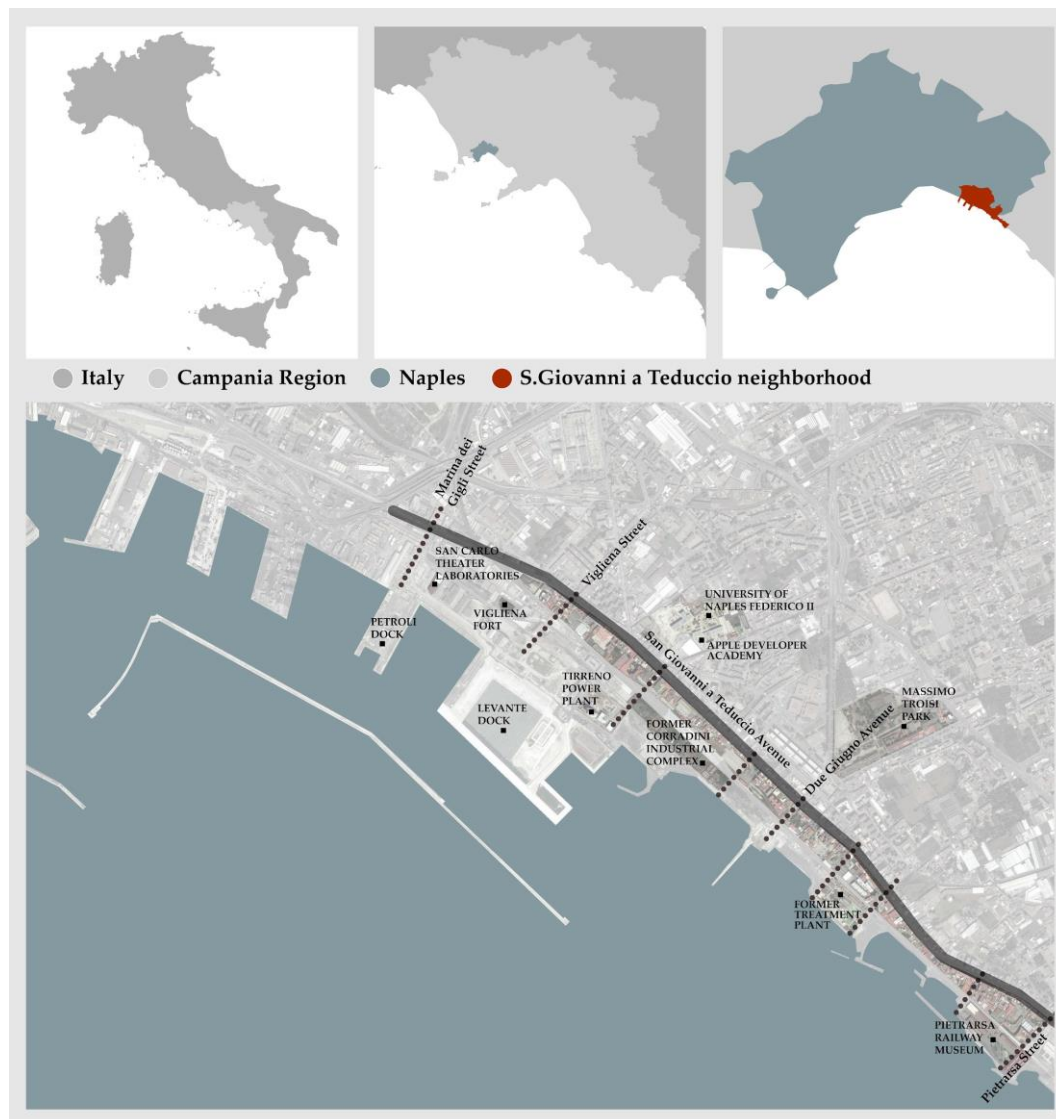 Italy
Campania Region
Naples
S.Giovanni a Teduccio neighborhood
Marina dei
Gigli Street
SAN CARLO
THEATER
LABORATORIES
Vigliena Street
VIGLIENA
FORT
PETROLI
DOCK
UNIVERSITY OF
NAPLES FEDERICO II
APPLE DEVELOPER
ACADEMY
San Giovanni a Teduccio Avenue
TIRRENO
POWER
PLANT
LEVANTE
DOCK
FORMER
CORRADINI
INDUSTRIAL
COMPLEX
MASSIMO
TROISI
PARK
Due Giugno Avenue
FORMER
TREATMENT
PLANT
PIETRARSA
RAILWAY
MUSEUM
Pietrarsa Street